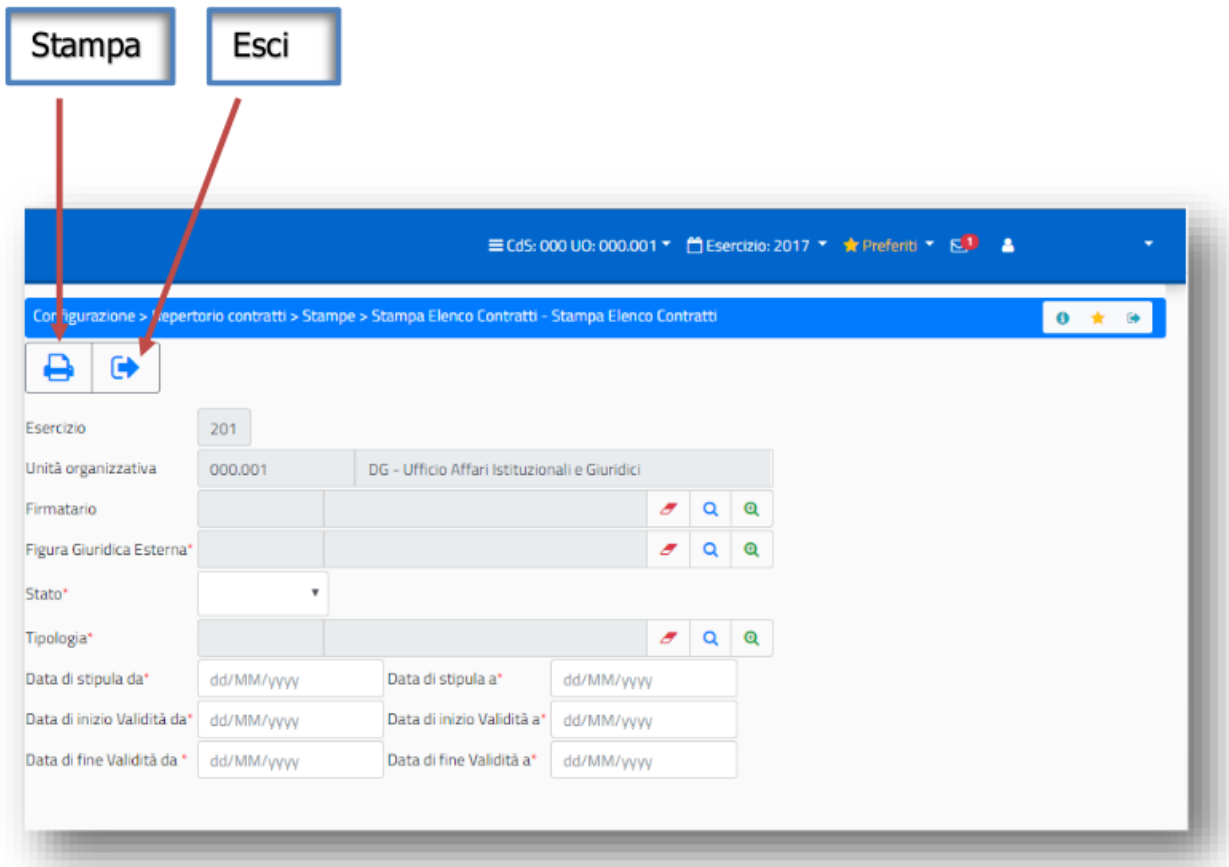 Stampa Esci
CdS: 000 UO: 000.001 Esercizio: 2017 Preferiti 1
Configurazione > Repertorio contratti > Stampe > Stampa Elenco Contratti - Stampa Elenco Contratti
Esercizio 201
Unità organizzativa 000.001 DG - Ufficio Affari Istituzionali e Giuridici
Firmatario
Figura Giuridica Esterna*
Stato*
Tipologia*
Data di stipula da* dd/MM/yyyy Data di stipula a* dd/MM/yyyy
Data di inizio Validità da* dd/MM/yyyy Data di inizio Validità a* dd/MM/yyyy
Data di fine Validità da * dd/MM/yyyy Data di fine Validità a* dd/MM/yyyy